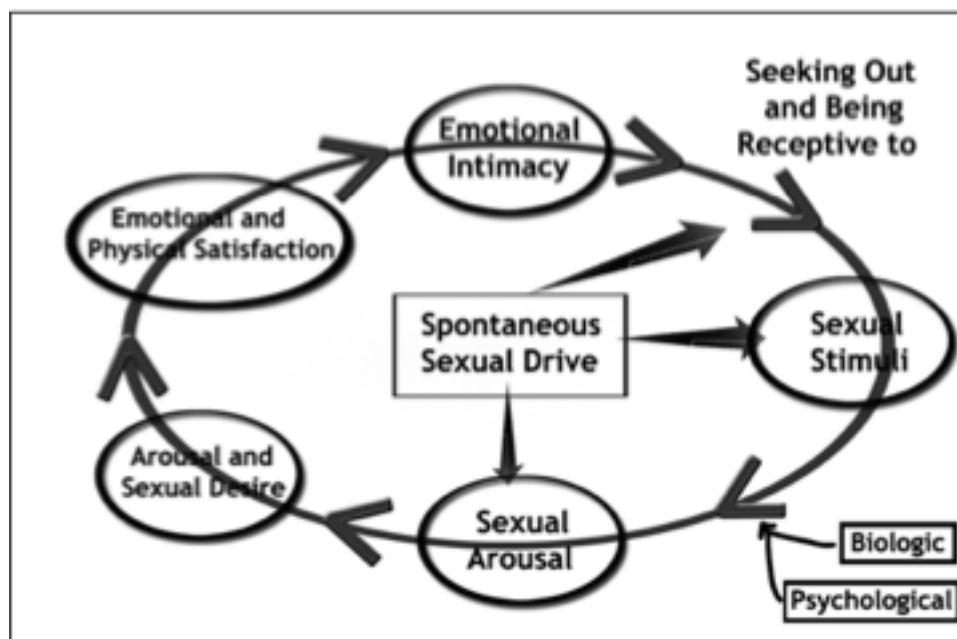 Seeking Out
and Being
Receptive to
Emotional
Intimacy
Emotional and
Physical Satisfaction
Spontaneous
Sexual Drive
Sexual
Stimuli
Arousal and
Sexual Desire
Sexual
Arousal
Biologic
Psychological